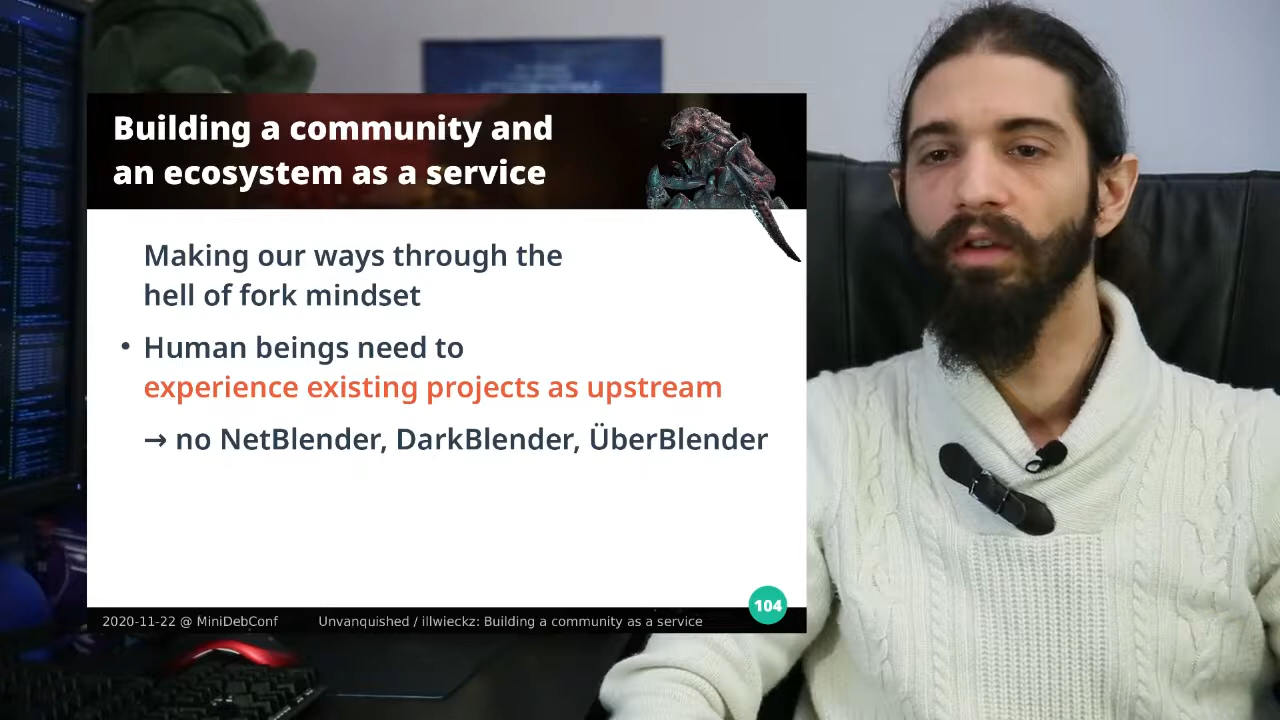 Building a community and
an ecosystem as a service
Making our ways through the
hell of fork mindset
• Human beings need to
experience existing projects as upstream
→ no NetBlender, DarkBlender, ÜberBlender
104
2020-11-22 @ MiniDebConf
Unvanquished / illwieckz: Building a community as a service